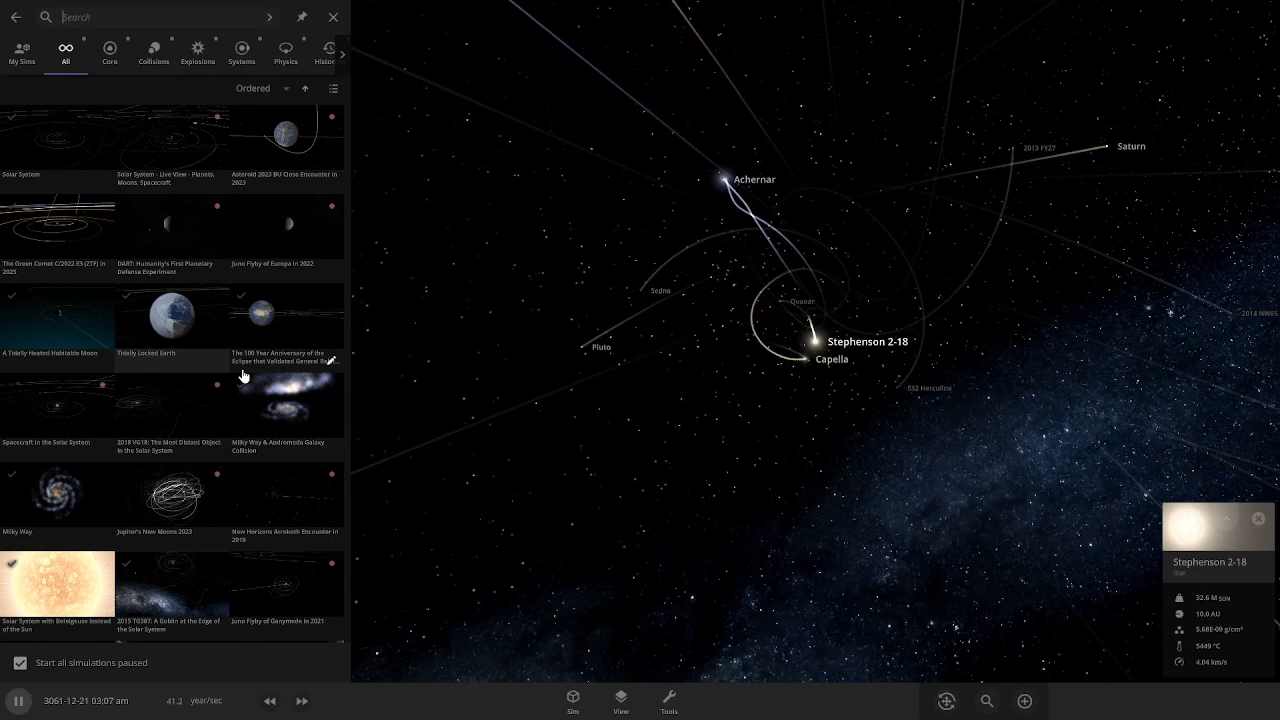 Search
My Sims
All
Core
Collisions
Explosions
Systems
Physics
Histori
Ordered
Solar System
Solar System - Live View - Planets,
Moons, Spacecraft
Asteroid 2023 BU Close Encounter in
2023
The Green Comet C/2022 E3 (ZTF) in
2023
DART: Humanity's First Planetary
Defense Experiment
Juno Flyby of Europa in 2022
A Tidally Heated Habitable Moon
Tidally Locked Earth
The 100 Year Anniversary of the
Eclipse that Validated General
Spacecraft in the Solar System
2018 VG18: The Most Distant Object
in the Solar System
Milky Way & Andromeda Galaxy
Collision
Milky Way
Jupiter's New Moons 2023
New Horizons Arrokoth Encounter in
2019
Solar System with Betelgeuse Instead
of the Sun
2015 TG387: A Goblin at the Edge of
the Solar System
Juno Flyby of Ganymede in 2021
Start all simulations paused
3061-12-21 03:07 am
41.2 year/sec
Sim
View
Tools
2013 FY27
Saturn
Achernar
Sedna
Quaoar
2014 NW65
Pluto
Stephenson 2-18
Capella
532 Herculina
Stephenson 2-18
Star
32.6 M SUN
10.0 AU
5.68E-09 g/cm³
5449 °C
4.04 km/s